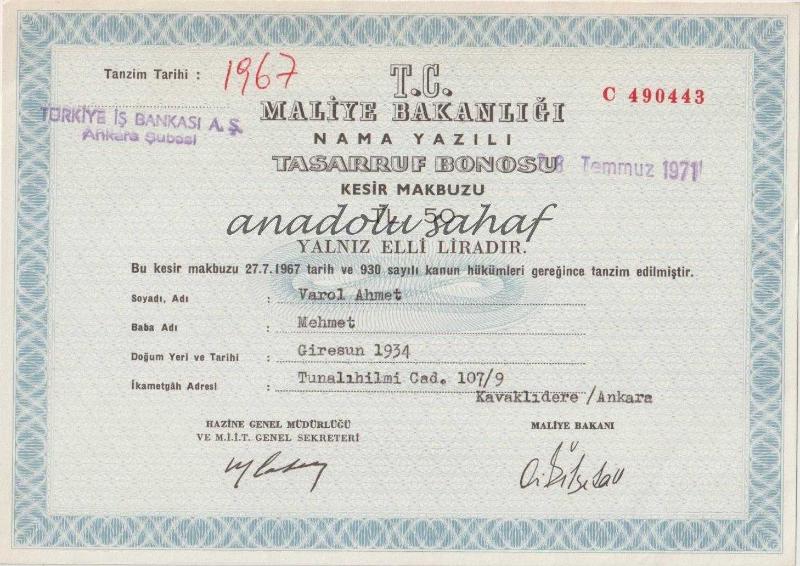 Tanzim Tarihi : 1967
T.C.
C 490443
MALİYE BAKANLIĞI
TÜRKİYE İŞ BANKASI A. Ş.
Ankara Şubesi
NAMA YAZILI
TASARRUF BONOSU
Temmuz 1971
KESİR MAKBUZU
TL. 50
anadolu sahaf
YALNIZ ELLİ LİRADIR.
Bu kesir makbuzu 27.7.1967 tarih ve 930 sayılı kanun hükümleri gereğince tanzim edilmiştir.
Soyadı, Adı : Varol Ahmet
Baba Adı : Mehmet
Doğum Yeri ve Tarihi : Giresun 1934
İkametgâh Adresi : Tunalıhilmi Cad. 107/9
Kavaklıdere /Ankara
HAZİNE GENEL MÜDÜRLÜĞÜ
VE M.İ.İ.T. GENEL SEKRETERİ
MALİYE BAKANI